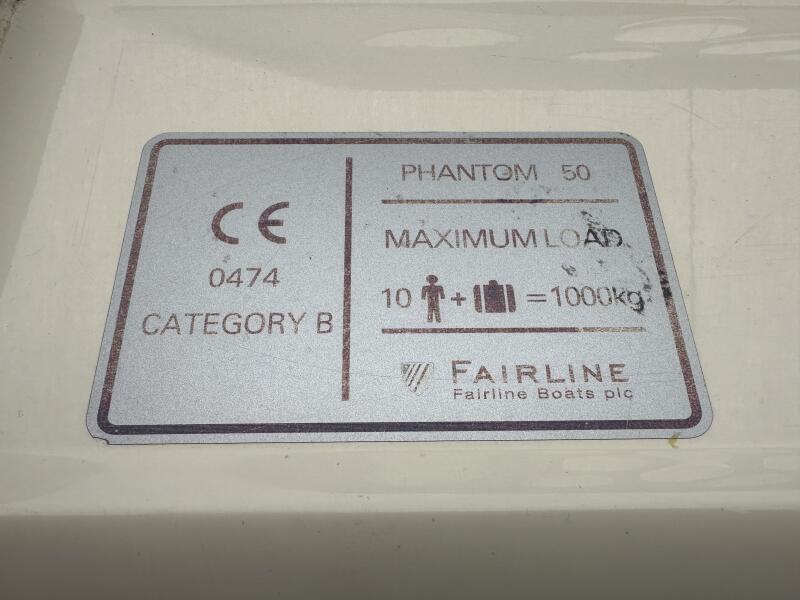 CE
0474
CATEGORY B
PHANTOM 50
MAXIMUM LOAD
10 + = 1000kg
FAIRLINE
Fairline Boats plc